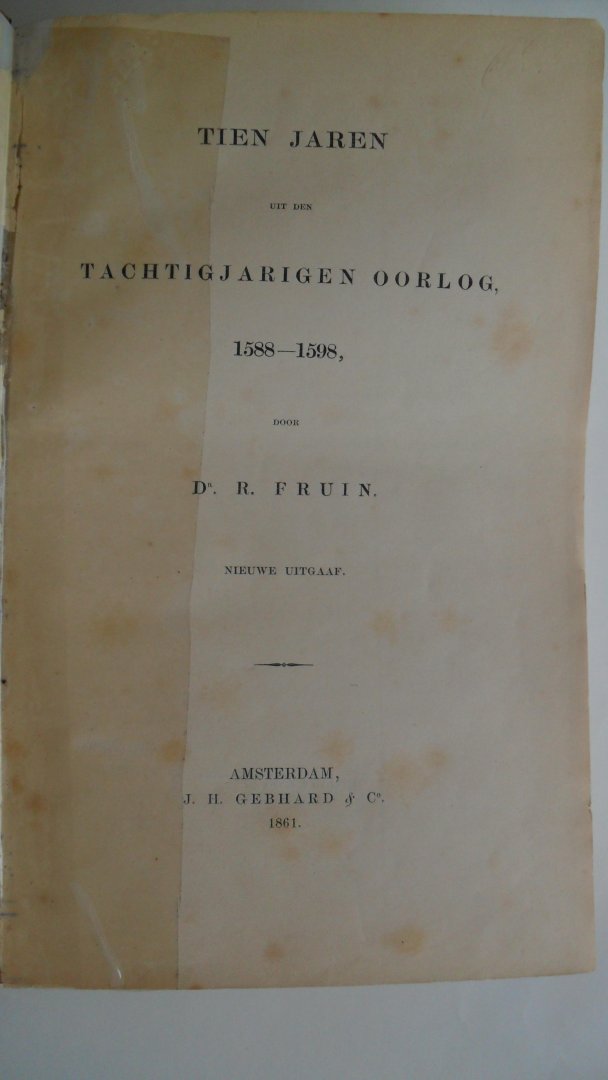 TIEN JAREN
UIT DEN
TACHTIGJARIGEN OORLOG,
1588—1598,
DOOR
Dr. R. FRUIN.
NIEUWE UITGAAF.
AMSTERDAM,
J. H. GEBHARD & Co.
1861.